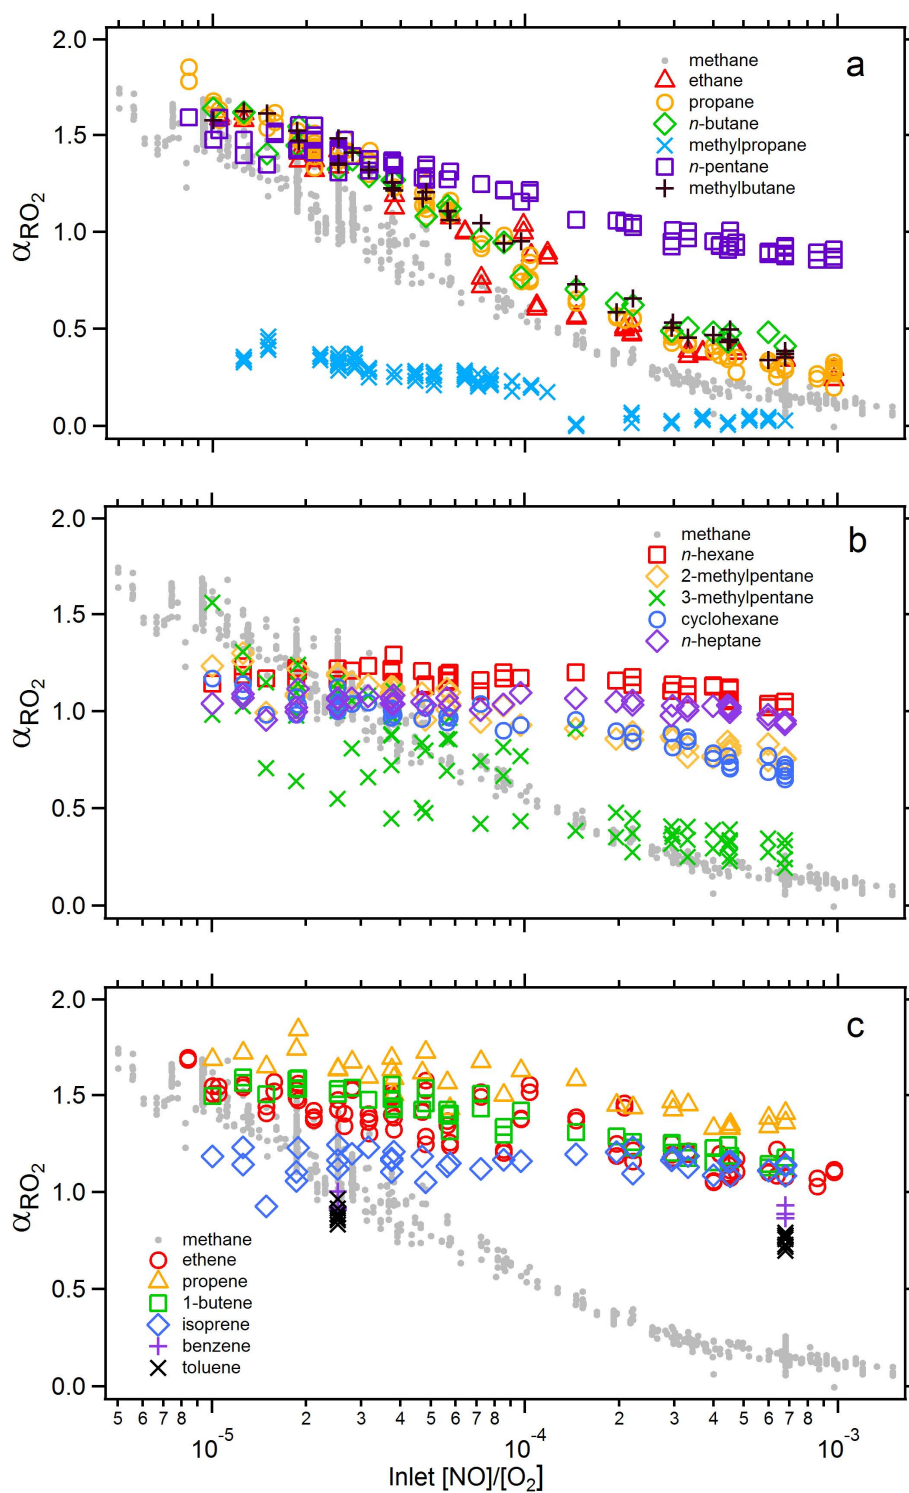 2.0
1.5
1.0
0.5
0.0
αRO2
a
methane
ethane
propane
n-butane
methylpropane
n-pentane
methylbutane
2.0
1.5
1.0
0.5
0.0
αRO2
b
methane
n-hexane
2-methylpentane
3-methylpentane
cyclohexane
n-heptane
2.0
1.5
1.0
0.5
0.0
αRO2
c
methane
ethene
propene
1-butene
isoprene
benzene
toluene
5 6 7 8 2 3 4 5 6 7 8 2 3 4 5 6 7 8
10-5 10-4 10-3
Inlet [NO]/[O2]